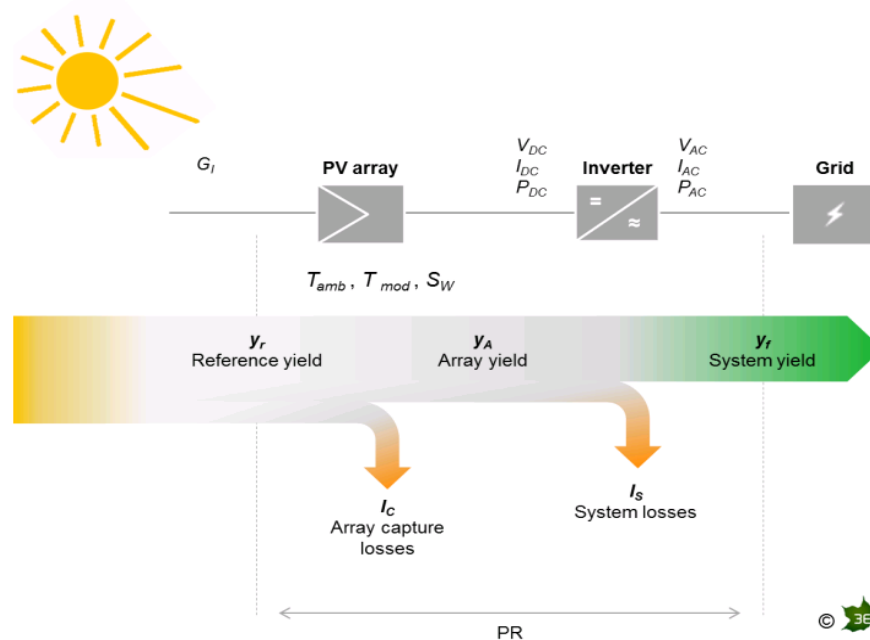 G_I
PV array
V_DC
I_DC
P_DC
Inverter
V_AC
I_AC
P_AC
Grid
=
≈
T_amb , T_mod , S_W
y_r
Reference yield
y_A
Array yield
y_f
System yield
l_C
Array capture
losses
l_S
System losses
PR
© 3E